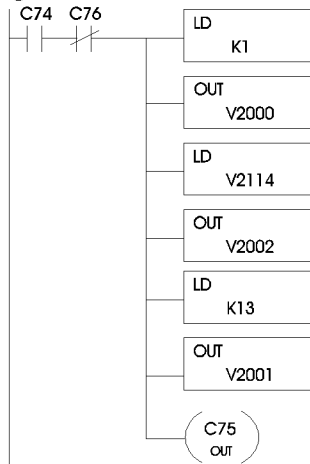 C74 C76
LD
K1
OUT
V2000
LD
V2114
OUT
V2002
LD
K13
OUT
V2001
C75
OUT